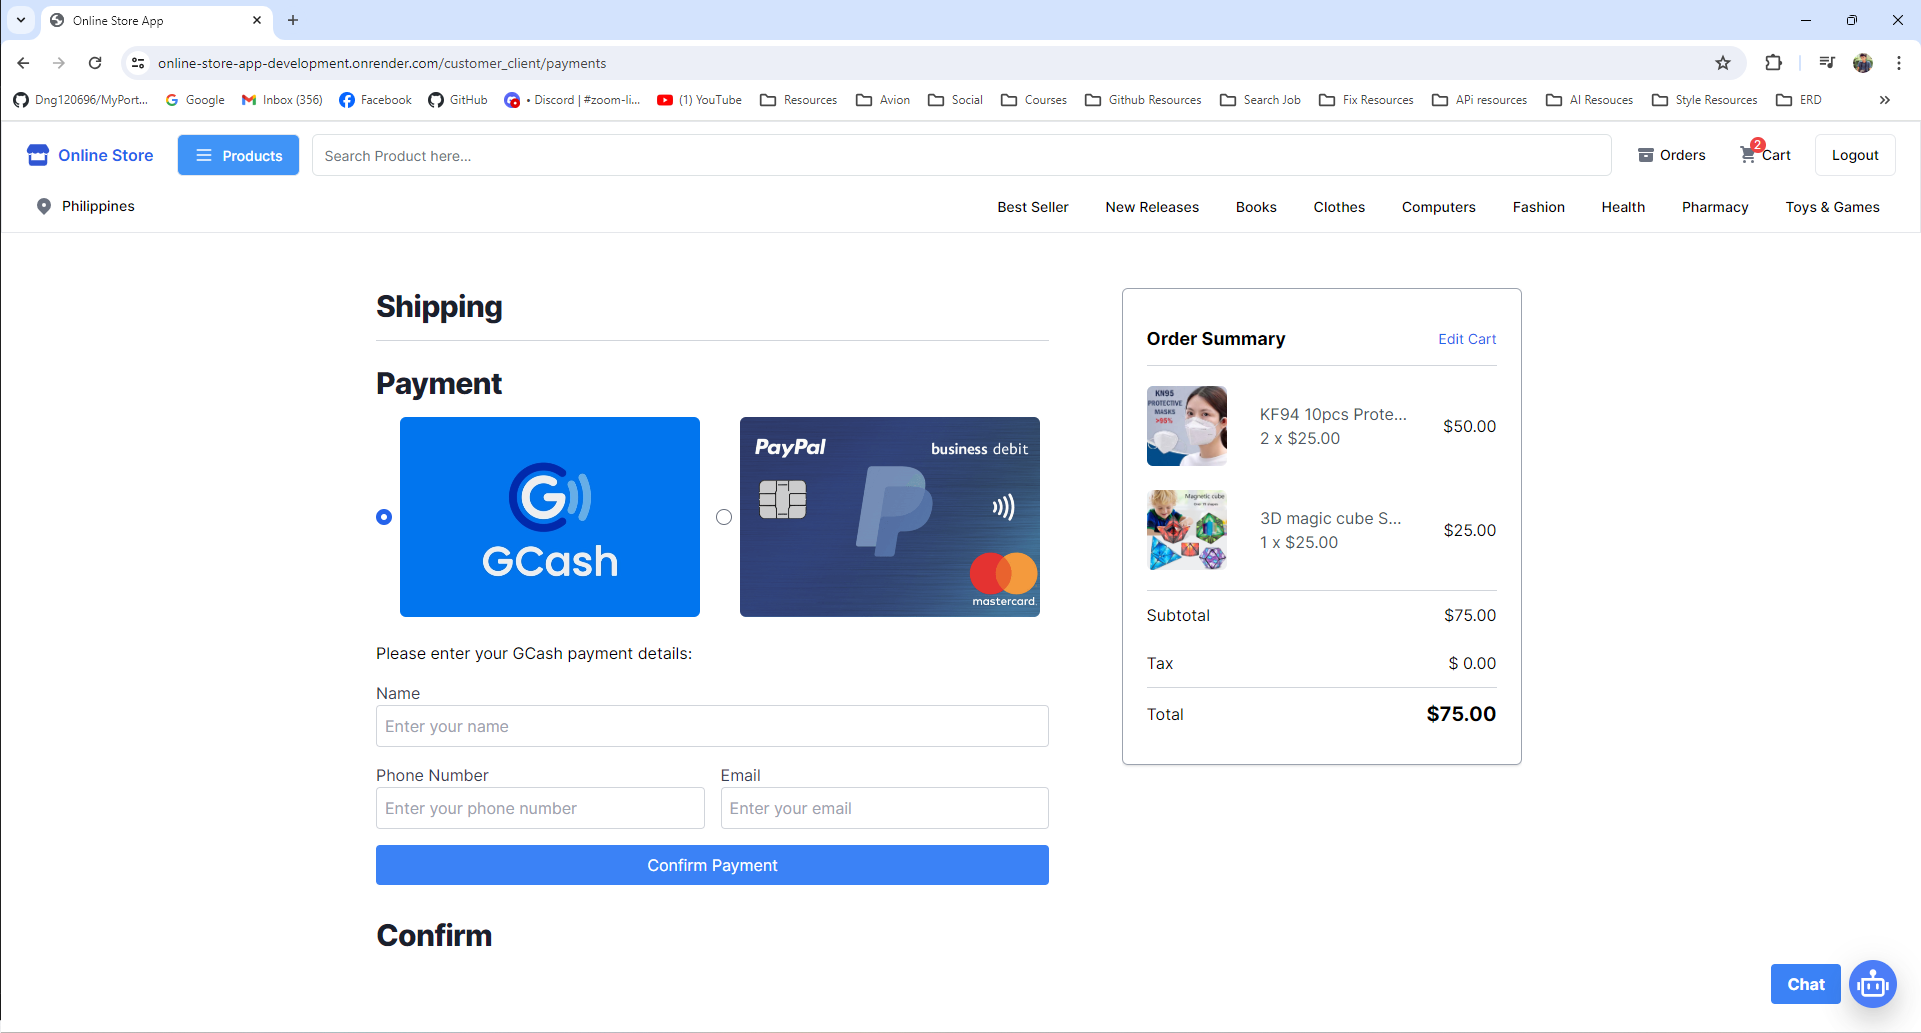 Online Store App
online-store-app-development.onrender.com/customer_client/payments
Dng120696/MyPort...
Google
Inbox (356)
Facebook
GitHub
• Discord | #zoom-li...
(1) YouTube
Resources
Avion
Social
Courses
Github Resources
Search Job
Fix Resources
APi resources
AI Resouces
Style Resources
ERD
Online Store
Products
Search Product here...
Orders
2
Cart
Logout
Philippines
Best Seller
New Releases
Books
Clothes
Computers
Fashion
Health
Pharmacy
Toys & Games
Shipping
Payment
GCash
PayPal
business debit
mastercard.
Please enter your GCash payment details:
Name
Enter your name
Phone Number
Enter your phone number
Email
Enter your email
Confirm Payment
Confirm
Order Summary
Edit Cart
KN95
PROTECTIVE
MASKS
>95%
KF94 10pcs Prote...
2 x $25.00
$50.00
Magnetic cube
3D magic cube S...
1 x $25.00
$25.00
Subtotal
$75.00
Tax
$ 0.00
Total
$75.00
Chat